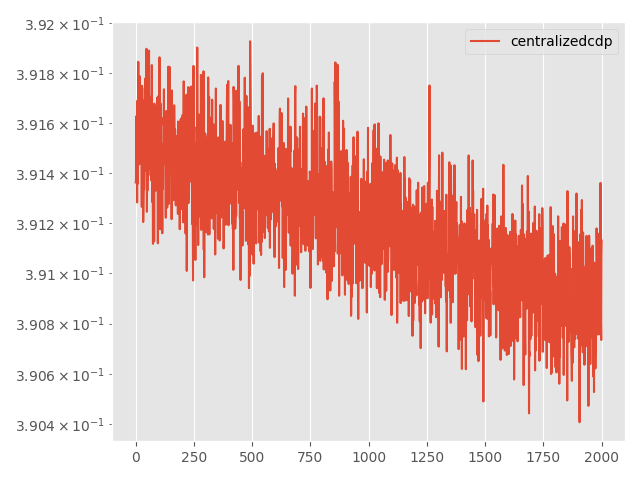 3.92 × 10⁻¹
3.918 × 10⁻¹
3.916 × 10⁻¹
3.914 × 10⁻¹
3.912 × 10⁻¹
3.91 × 10⁻¹
3.908 × 10⁻¹
3.906 × 10⁻¹
3.904 × 10⁻¹
centralizedcdp
0 250 500 750 1000 1250 1500 1750 2000